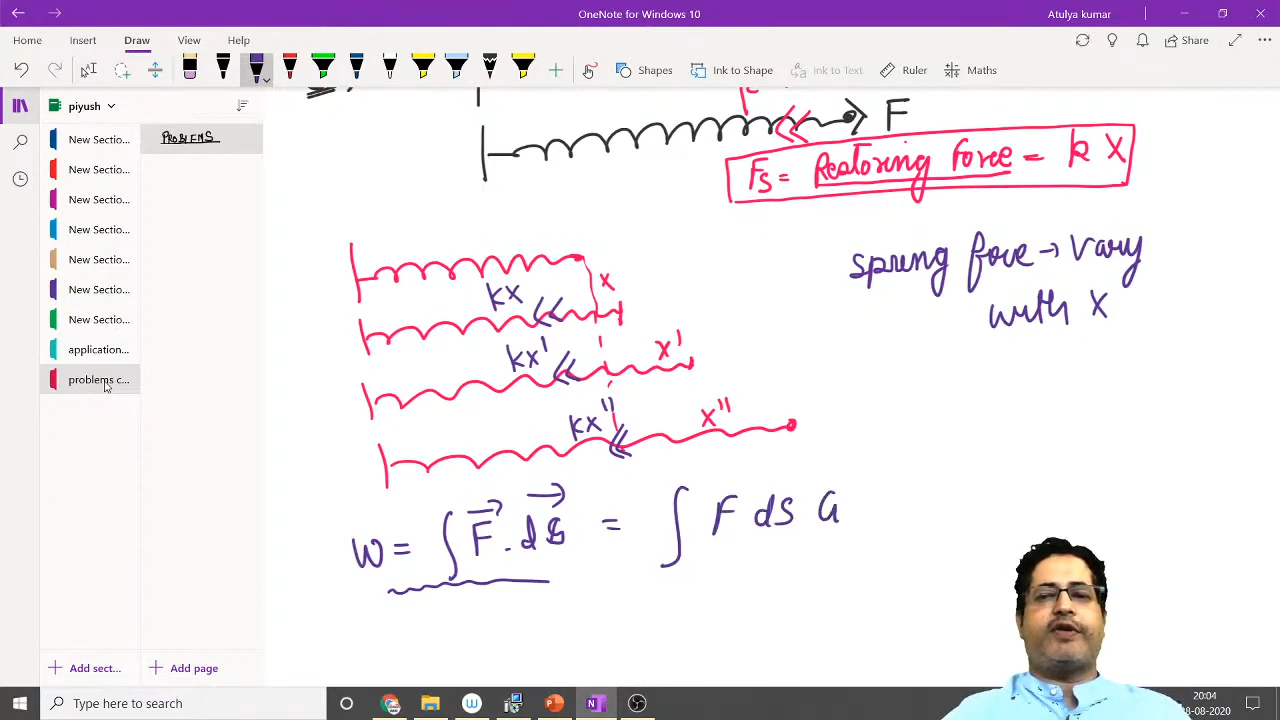 OneNote for Windows 10
Atulya kumar
Home Insert Draw View Help
Share
Shapes
Ink to Shape
Ink to Text
Ruler
Maths
piyush
PROBLEMS
New Sectio...
New Sectio...
New Sectio...
New Sectio...
New Sectio...
New Sectio...
application...
problems c...
Add sect...
Add page
F
Fs = Restoring force = k X
spring force → vary
with X
x
kx
kx' x'
kx" x"
W = ∫ F⃗ . ds⃗ = ∫ F ds C
Type here to search
20:04
8-08-2020